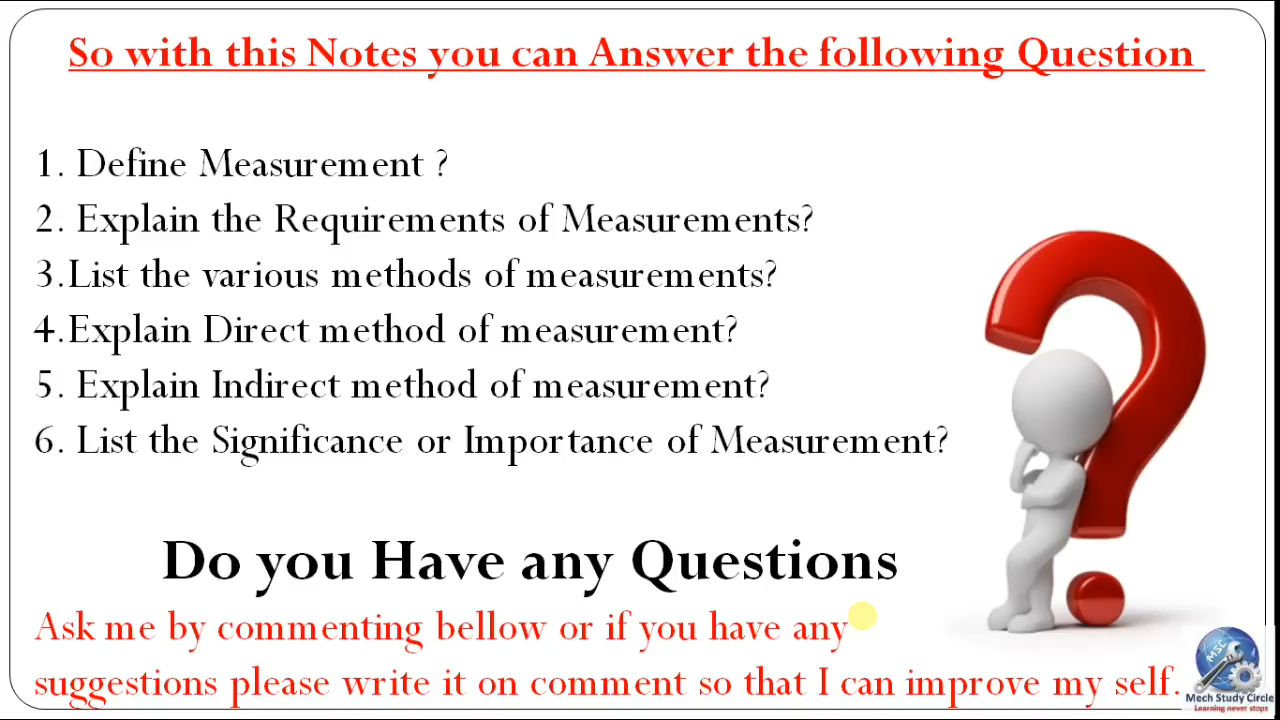 So with this Notes you can Answer the following Question
1. Define Measurement ?
2. Explain the Requirements of Measurements?
3.List the various methods of measurements?
4.Explain Direct method of measurement?
5. Explain Indirect method of measurement?
6. List the Significance or Importance of Measurement?
Do you Have any Questions
Ask me by commenting bellow or if you have any
suggestions please write it on comment so that I can improve my self.
MSC
Mech Study Circle
Learning never stops